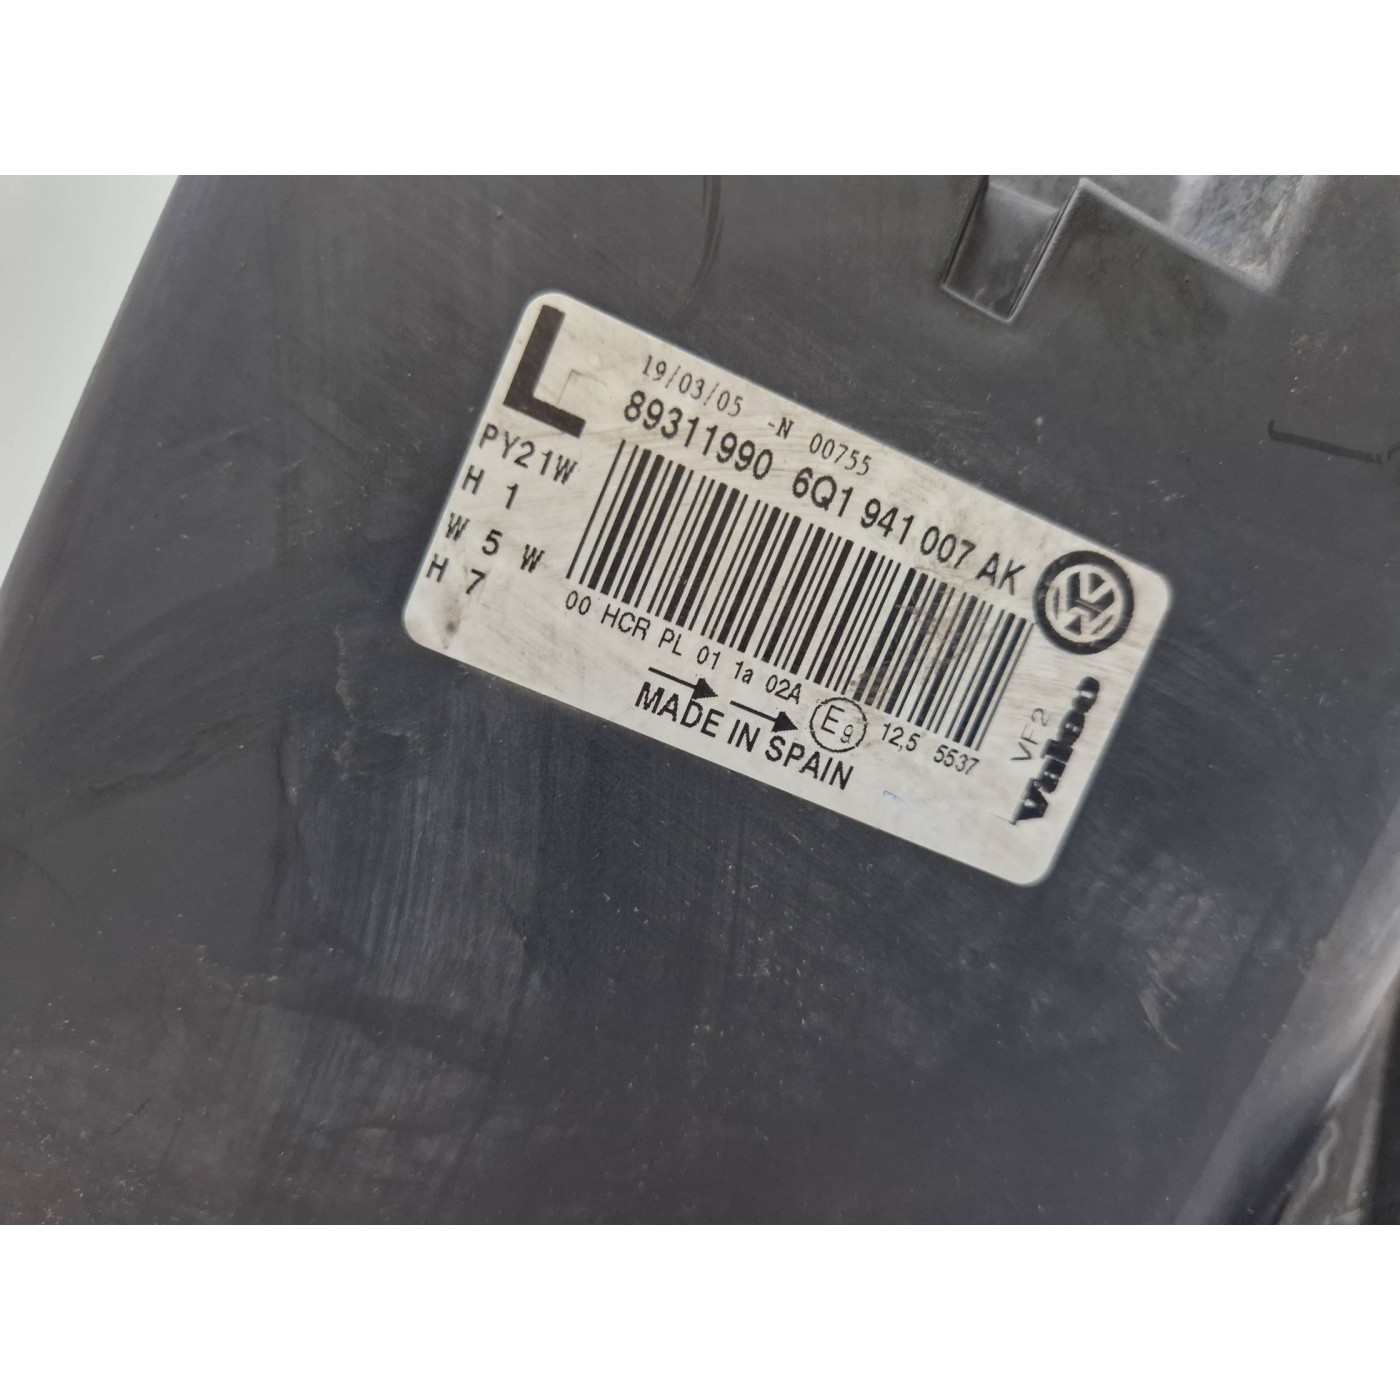 L
19/03/05 -N 00755
89311990 6Q1 941 007 AK
PY21W
H 1
W 5 W
H 7
00 HCR PL 01 1a 02A E9 12,5 5537
MADE IN SPAIN
VF2
Valeo